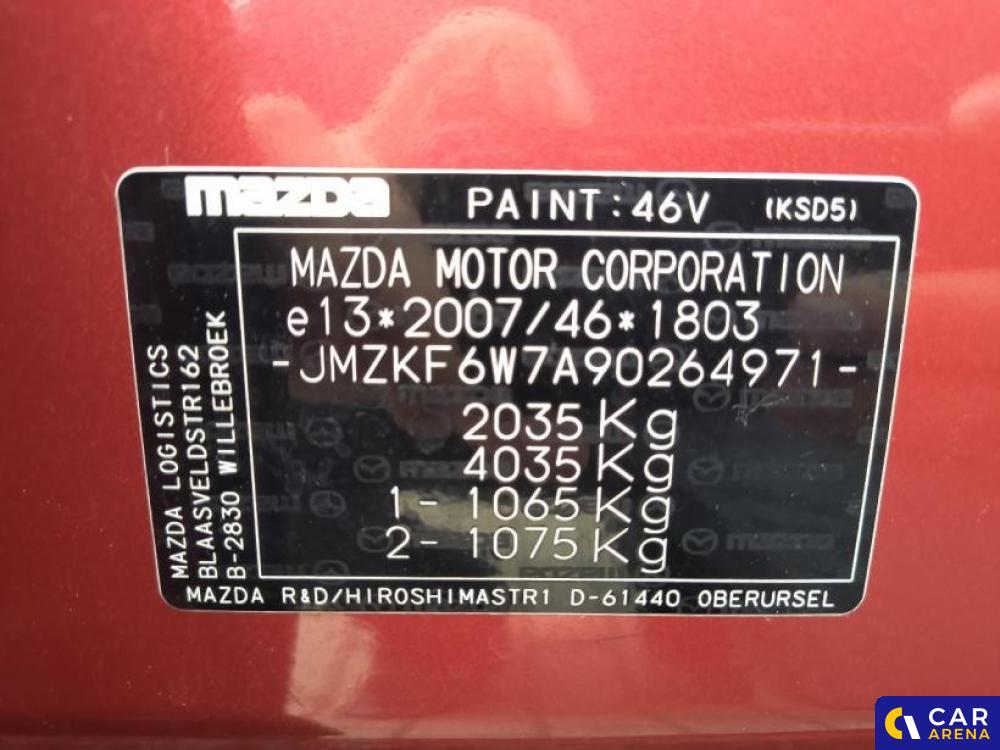 mazda PAINT:46V (KSD5)
MAZDA MOTOR CORPORATION
e13*2007/46*1803
-JMZKF6W7A90264971-
2035Kg
4035Kg
1-1065Kg
2-1075Kg
MAZDA LOGISTICS
BLAASVELDSTR162
B-2830 WILLEBROEK
MAZDA R&D/HIROSHIMASTR1 D-61440 OBERURSEL
CAR
ARENA